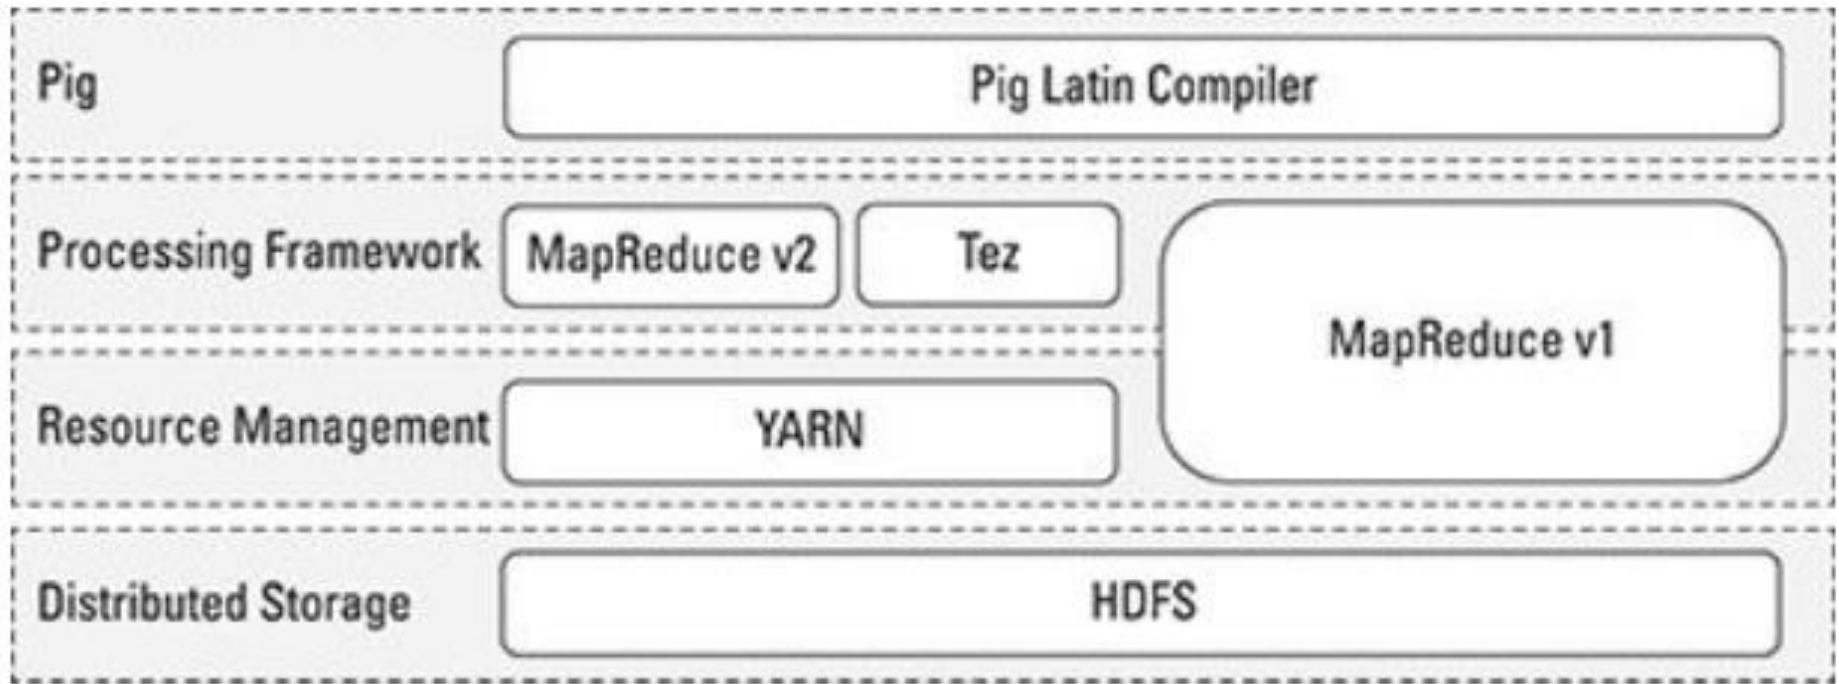 Pig
Pig Latin Compiler
Processing Framework
MapReduce v2
Tez
MapReduce v1
Resource Management
YARN
Distributed Storage
HDFS